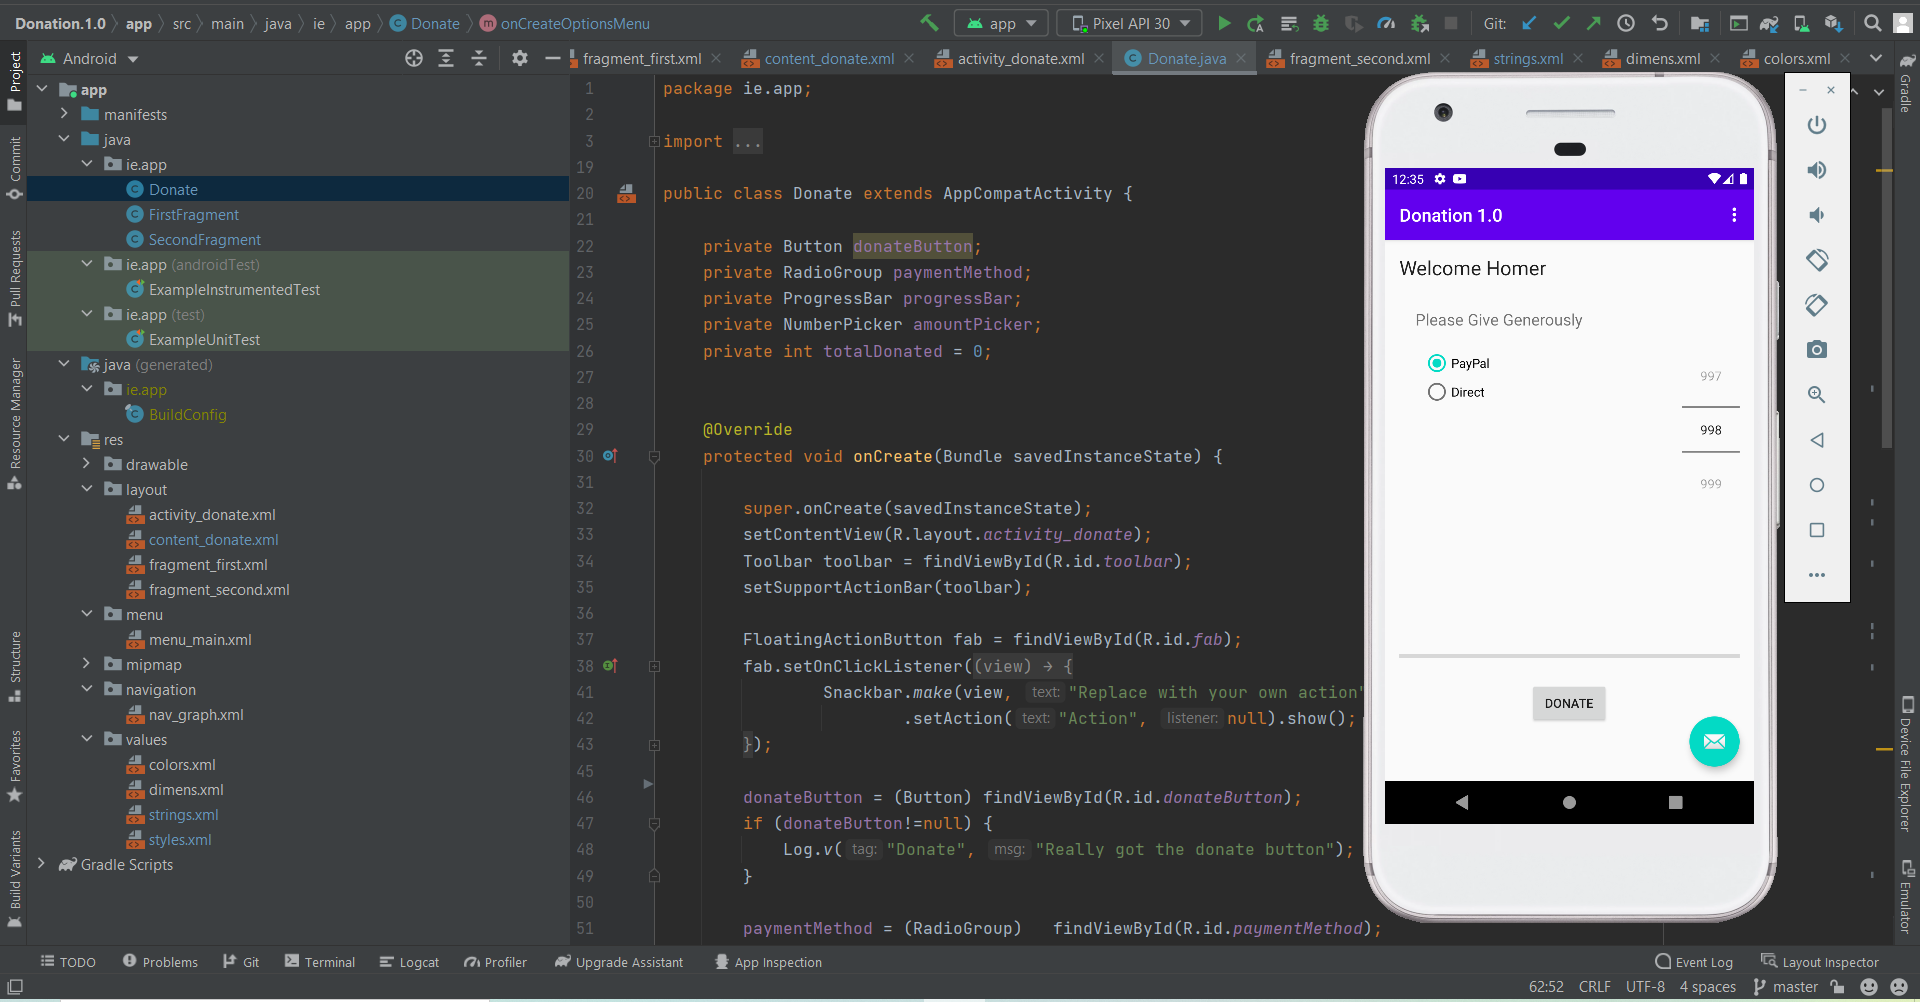 Donation.1.0 app src main java ie app Donate onCreateOptionsMenu app Pixel API 30 Git:
Project
Commit
Pull Requests
Resource Manager
Structure
Favorites
Build Variants
Android
app
manifests
java
ie.app
Donate
FirstFragment
SecondFragment
ie.app (androidTest)
ExampleInstrumentedTest
ie.app (test)
ExampleUnitTest
java (generated)
ie.app
BuildConfig
res
drawable
layout
activity_donate.xml
content_donate.xml
fragment_first.xml
fragment_second.xml
menu
menu_main.xml
mipmap
navigation
nav_graph.xml
values
colors.xml
dimens.xml
strings.xml
styles.xml
Gradle Scripts
fragment_first.xml content_donate.xml activity_donate.xml Donate.java fragment_second.xml strings.xml dimens.xml colors.xml
1 package ie.app;
2
3 import ...
19
20 public class Donate extends AppCompatActivity {
21
22 private Button donateButton;
23 private RadioGroup paymentMethod;
24 private ProgressBar progressBar;
25 private NumberPicker amountPicker;
26 private int totalDonated = 0;
27
28
29 @Override
30 protected void onCreate(Bundle savedInstanceState) {
31
32 super.onCreate(savedInstanceState);
33 setContentView(R.layout.activity_donate);
34 Toolbar toolbar = findViewById(R.id.toolbar);
35 setSupportActionBar(toolbar);
36
37 FloatingActionButton fab = findViewById(R.id.fab);
38 fab.setOnClickListener((view) → {
41 Snackbar.make(view, text: "Replace with your own action"
42 .setAction( text: "Action", listener: null).show();
43 });
45
46 donateButton = (Button) findViewById(R.id.donateButton);
47 if (donateButton!=null) {
48 Log.v( tag: "Donate", msg: "Really got the donate button");
49 }
50
51 paymentMethod = (RadioGroup) findViewById(R.id.paymentMethod);
12:35
Donation 1.0
Welcome Homer
Please Give Generously
PayPal
Direct
997
998
999
DONATE
Gradle
Device File Explorer
Emulator
TODO Problems Git Terminal Logcat Profiler Upgrade Assistant App Inspection Event Log Layout Inspector
62:52 CRLF UTF-8 4 spaces master